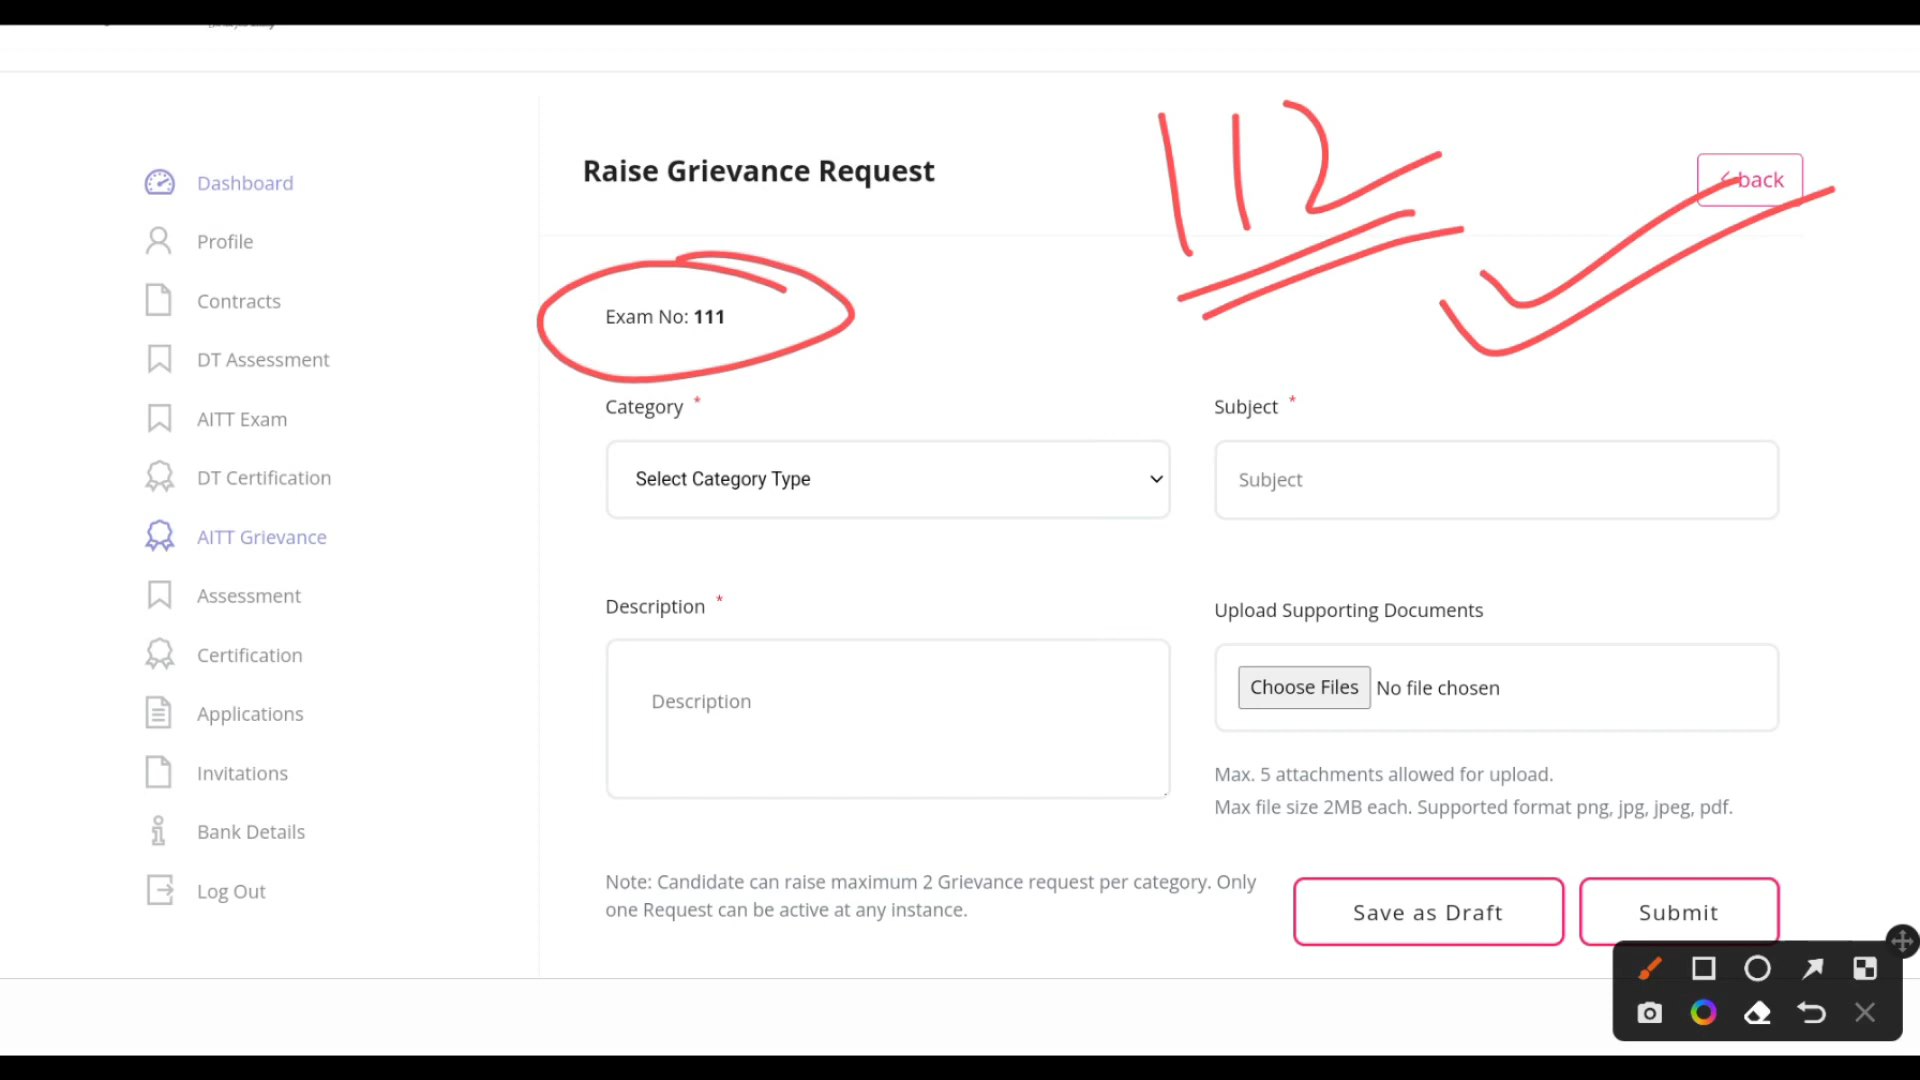 112
Dashboard
Raise Grievance Request
back
Profile
Contracts
Exam No: 111
DT Assessment
Category *
Subject *
AITT Exam
Select Category Type
Subject
DT Certification
AITT Grievance
Assessment
Description *
Upload Supporting Documents
Certification
Choose Files No file chosen
Description
Applications
Invitations
Max. 5 attachments allowed for upload.
Max file size 2MB each. Supported format png, jpg, jpeg, pdf.
Bank Details
Note: Candidate can raise maximum 2 Grievance request per category. Only
one Request can be active at any instance.
Log Out
Save as Draft
Submit